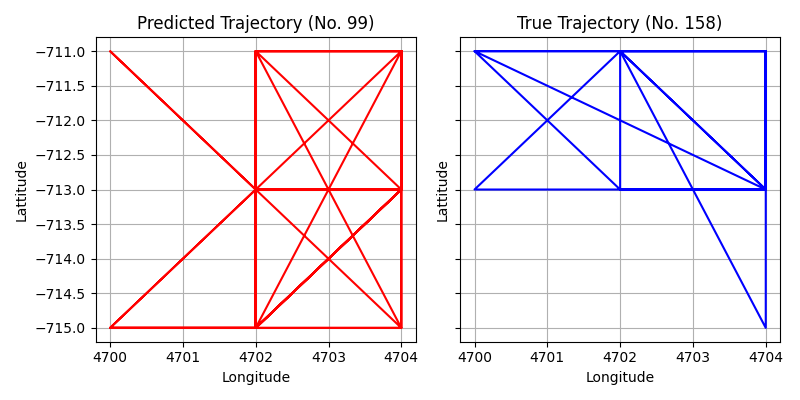 Predicted Trajectory (No. 99)
True Trajectory (No. 158)
Lattitude
−711.0
−711.5
−712.0
−712.5
−713.0
−713.5
−714.0
−714.5
−715.0
4700 4701 4702 4703 4704
Longitude
Lattitude
4700 4701 4702 4703 4704
Longitude